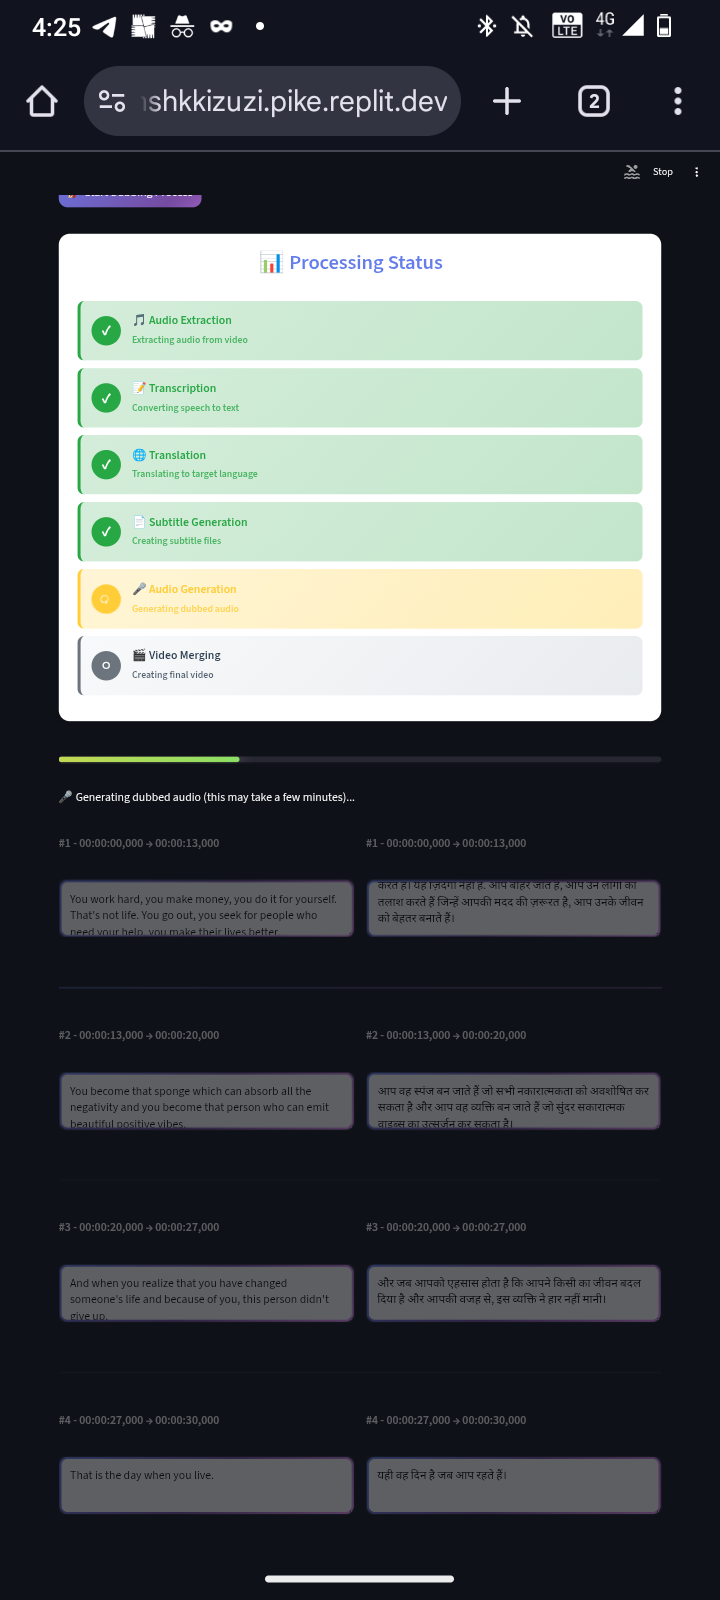 4:25
VO
LTE
4G
shkkizuzi.pike.replit.dev
2
Stop
📊 Processing Status
✓
🎵 Audio Extraction
Extracting audio from video
✓
📝 Transcription
Converting speech to text
✓
🌐 Translation
Translating to target language
✓
📄 Subtitle Generation
Creating subtitle files
🎤 Audio Generation
Generating dubbed audio
🎬 Video Merging
Creating final video
🎤 Generating dubbed audio (this may take a few minutes)...
#1 - 00:00:00,000 → 00:00:13,000
You work hard, you make money, you do it for yourself.
That's not life. You go out, you seek for people who
need your help, you make their lives better.
#1 - 00:00:00,000 → 00:00:13,000
करते हैं। यह ज़िंदगी नहीं है. आप बाहर जाते हैं, आप उन लोगों की
तलाश करते हैं जिन्हें आपकी मदद की ज़रूरत है, आप उनके जीवन
को बेहतर बनाते हैं।
#2 - 00:00:13,000 → 00:00:20,000
You become that sponge which can absorb all the
negativity and you become that person who can emit
beautiful positive vibes.
#2 - 00:00:13,000 → 00:00:20,000
आप वह स्पंज बन जाते हैं जो सभी नकारात्मकता को अवशोषित कर
सकता है और आप वह व्यक्ति बन जाते हैं जो सुंदर सकारात्मक
वाइब्स का उत्सर्जन कर सकता है।
#3 - 00:00:20,000 → 00:00:27,000
And when you realize that you have changed
someone's life and because of you, this person didn't
give up.
#3 - 00:00:20,000 → 00:00:27,000
और जब आपको एहसास होता है कि आपने किसी का जीवन बदल
दिया है और आपकी वजह से, इस व्यक्ति ने हार नहीं मानी।
#4 - 00:00:27,000 → 00:00:30,000
That is the day when you live.
#4 - 00:00:27,000 → 00:00:30,000
यही वह दिन है जब आप रहते हैं।